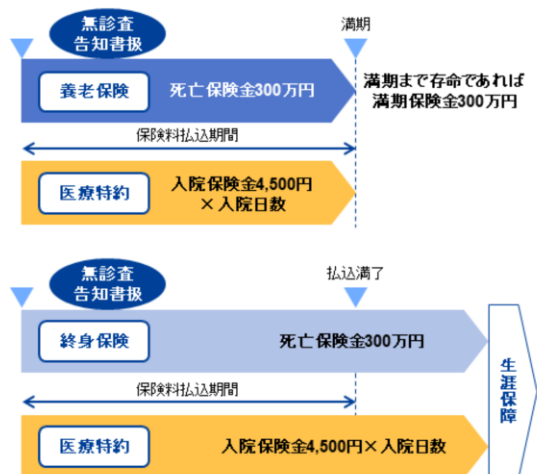 無診査
告知書扱
満期
養老保険
死亡保険金300万円
満期まで存命であれば
満期保険金300万円
保険料払込期間
医療特約
入院保険金4,500円
×入院日数
無診査
告知書扱
払込満了
終身保険
死亡保険金300万円
生涯保障
保険料払込期間
医療特約
入院保険金4,500円×入院日数